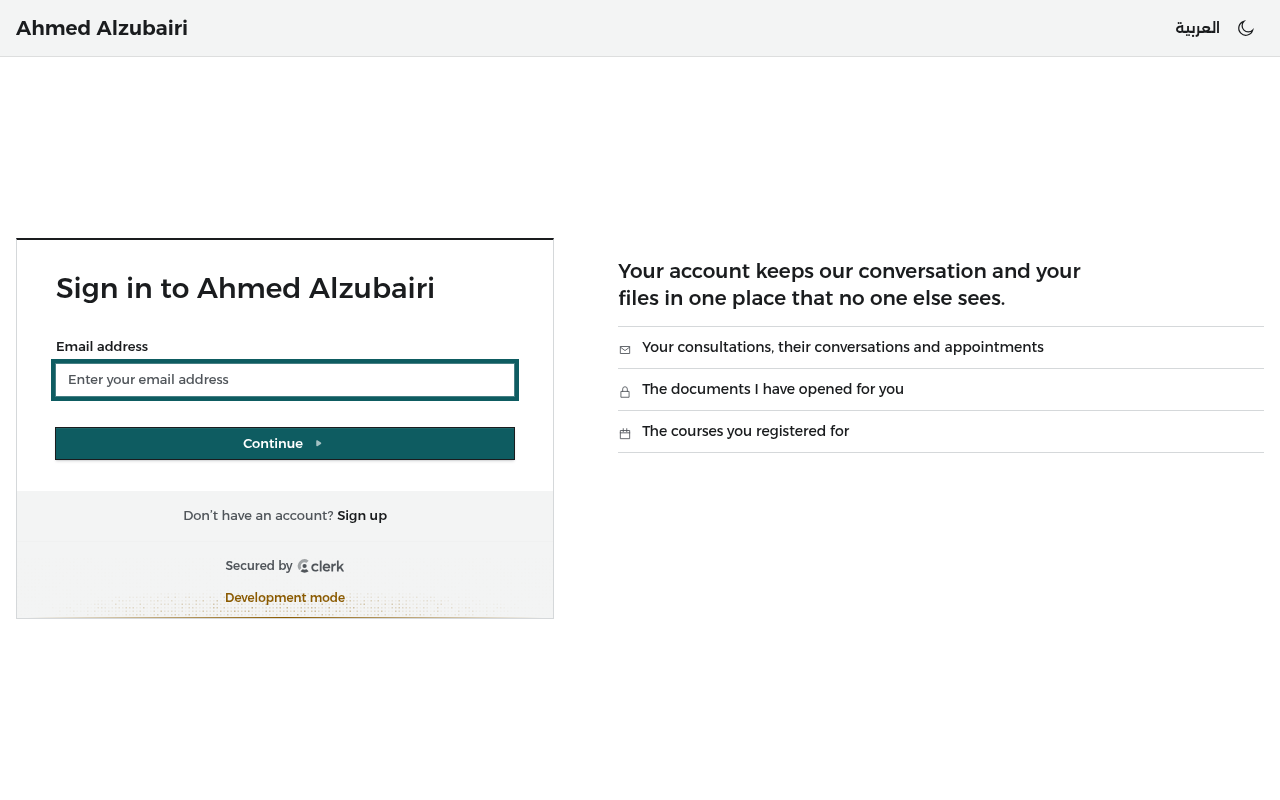 Ahmed Alzubairi
العربية
Sign in to Ahmed Alzubairi
Email address
Enter your email address
Continue
Don’t have an account? Sign up
Secured by clerk
Development mode
Your account keeps our conversation and your
files in one place that no one else sees.
Your consultations, their conversations and appointments
The documents I have opened for you
The courses you registered for